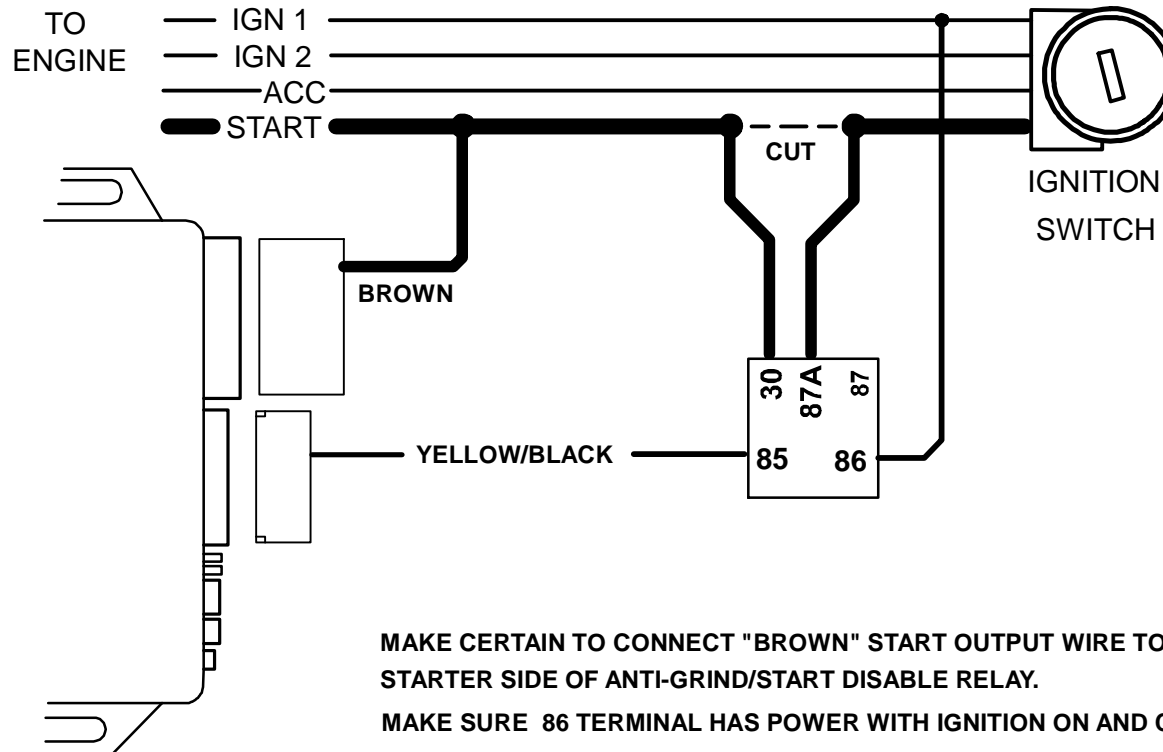 TO
ENGINE
IGN 1
IGN 2
ACC
START
CUT
IGNITION
SWITCH
BROWN
30
87A
87
85
86
YELLOW/BLACK
MAKE CERTAIN TO CONNECT "BROWN" START OUTPUT WIRE TO
STARTER SIDE OF ANTI-GRIND/START DISABLE RELAY.
MAKE SURE 86 TERMINAL HAS POWER WITH IGNITION ON AND